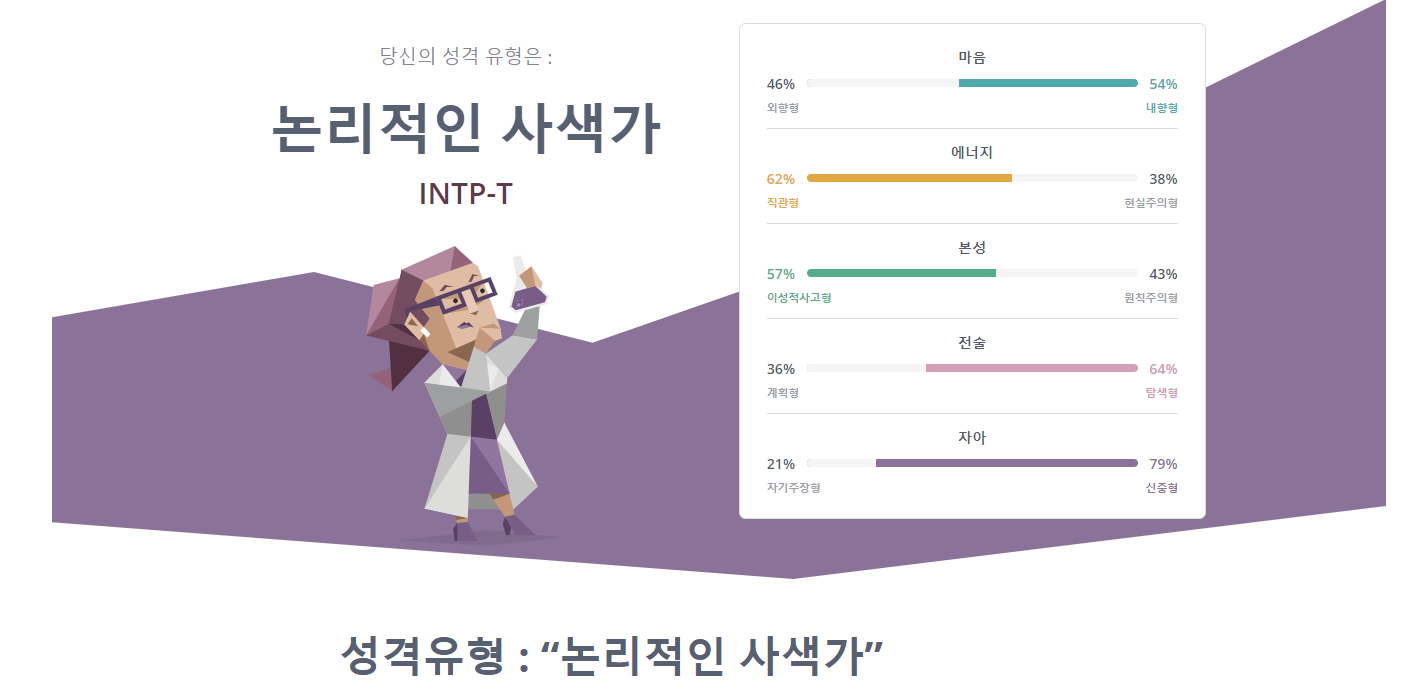 당신의 성격 유형은 :
논리적인 사색가
INTP-T
마음
46% 54%
외향형 내향형
에너지
62% 38%
직관형 현실주의형
본성
57% 43%
이성적사고형 원칙주의형
전술
36% 64%
계획형 탐색형
자아
21% 79%
자기주장형 신중형
성격유형 : “논리적인 사색가”